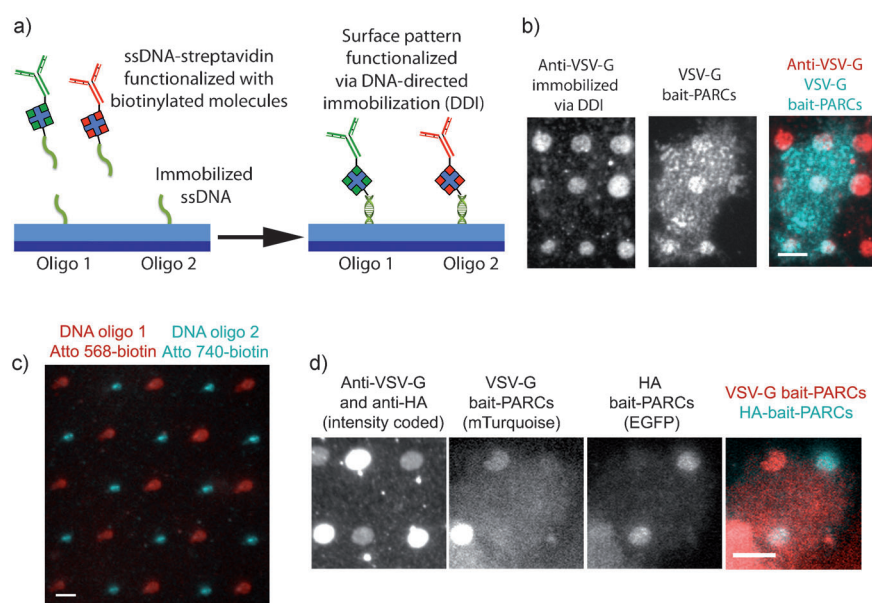 a)
ssDNA-streptavidin
functionalized with
biotinylated molecules
Surface pattern
functionalized
via DNA-directed
immobilization (DDI)
Immobilized
ssDNA
Oligo 1
Oligo 2
Oligo 1
Oligo 2
b)
Anti-VSV-G
immobilized
via DDI
VSV-G
bait-PARCs
Anti-VSV-G
VSV-G
bait-PARCs
c)
DNA oligo 1
Atto 568-biotin
DNA oligo 2
Atto 740-biotin
d)
Anti-VSV-G
and anti-HA
(intensity coded)
VSV-G
bait-PARCs
(mTurquoise)
HA
bait-PARCs
(EGFP)
VSV-G bait-PARCs
HA-bait-PARCs